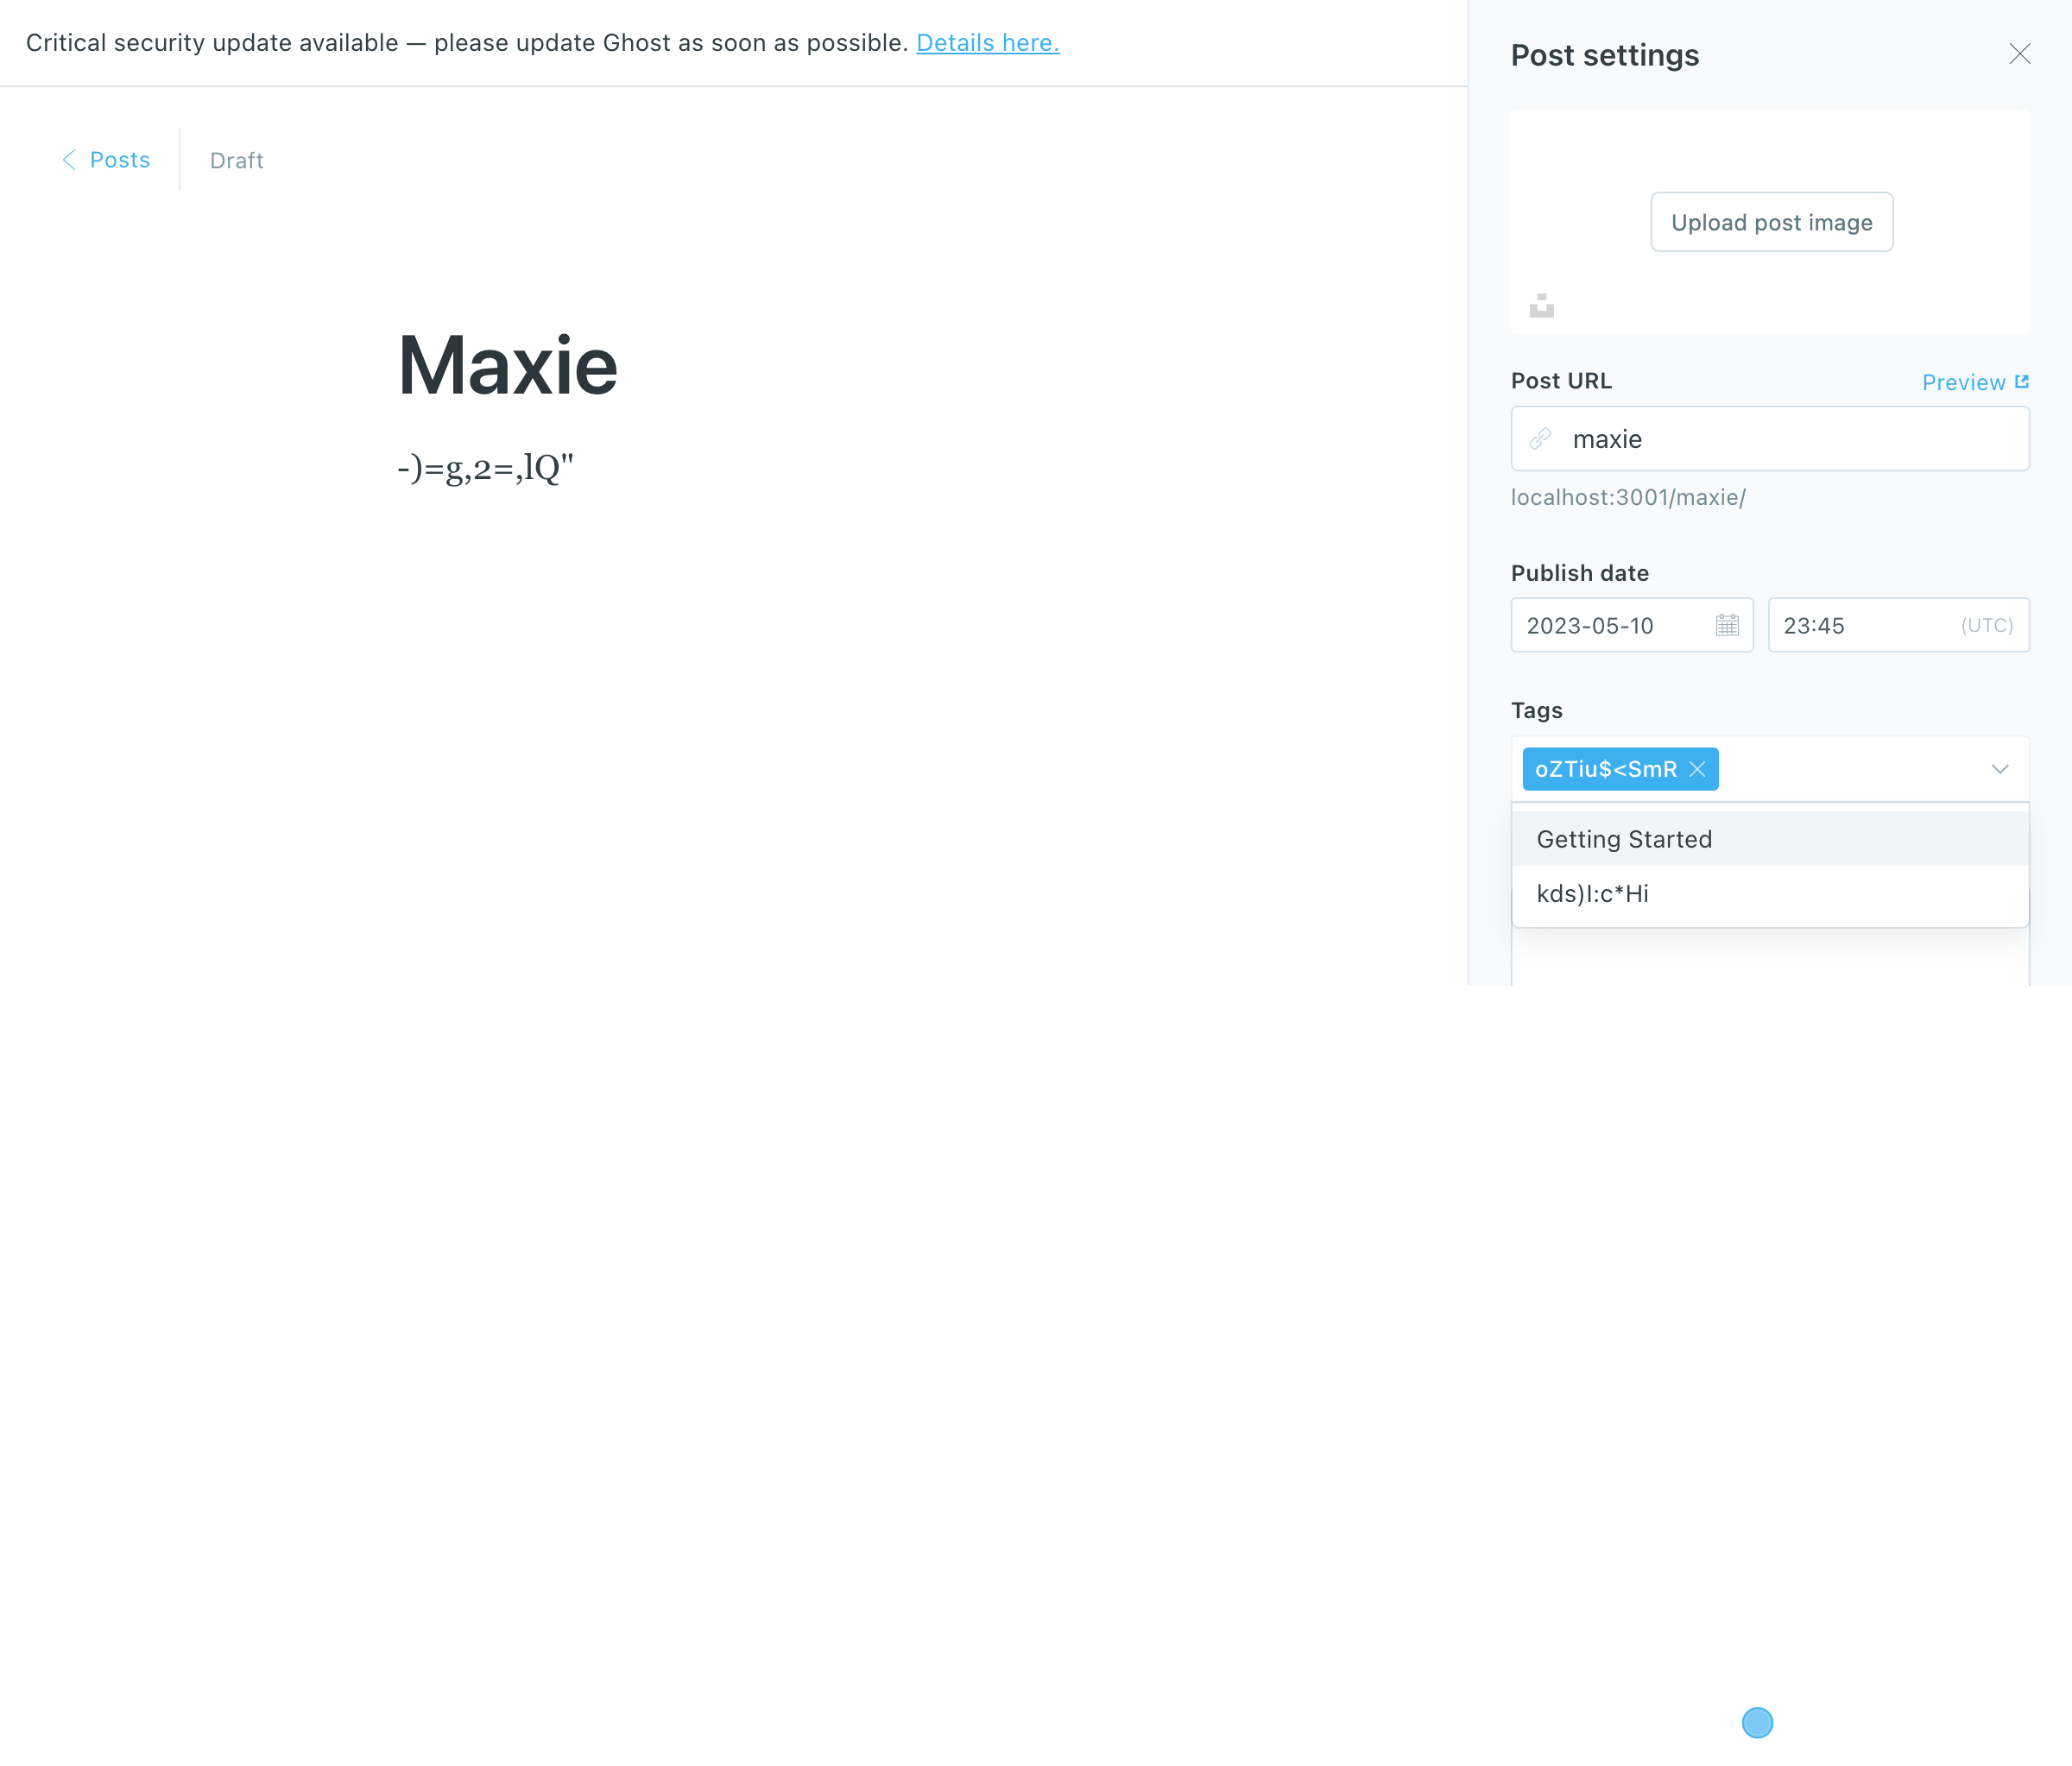 Critical security update available — please update Ghost as soon as possible. Details here.
Posts
Draft
Maxie
-)=g,2=,lQ"
Post settings
Upload post image
Post URL
Preview
maxie
localhost:3001/maxie/
Publish date
2023-05-10
23:45
(UTC)
Tags
oZTiu$<SmR
Getting Started
kds)I:c*Hi